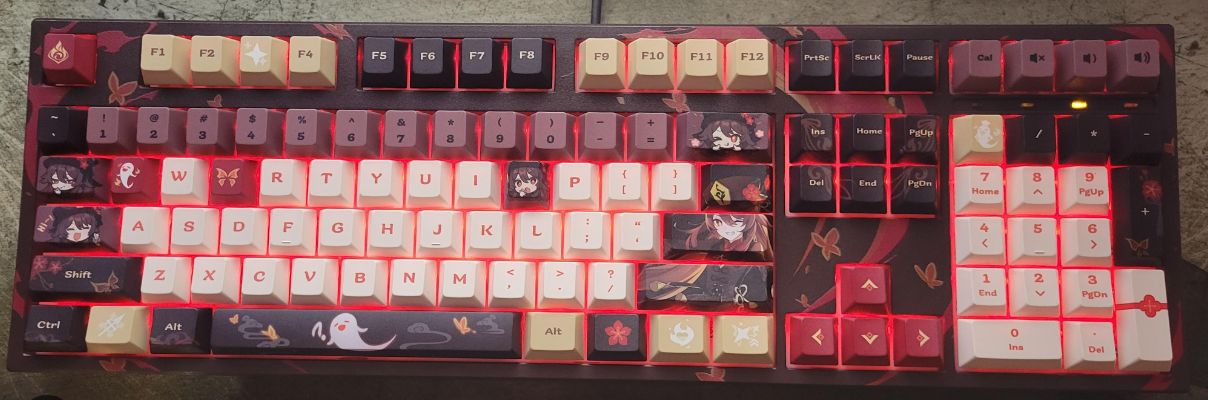 F1 F2 F4 F5 F6 F7 F8 F9 F10 F11 F12 PrtSc ScrLK Pause Cal
~ ! @ # $ % ^ & * ( ) _ +
` 1 2 3 4 5 6 7 8 9 0 - = Ins Home PgUp / * -
W R T Y U I P { } Del End PgDn 7 8 9
[ ] Home ^ PgUp
Hi! A S D F G H J K L : “ 4 5 6 +
; ‘ < >
Shift Z X C V B N M < > ? 1 2 3
, . / End PgDn
Ctrl Alt Alt 0 .
Ins Del